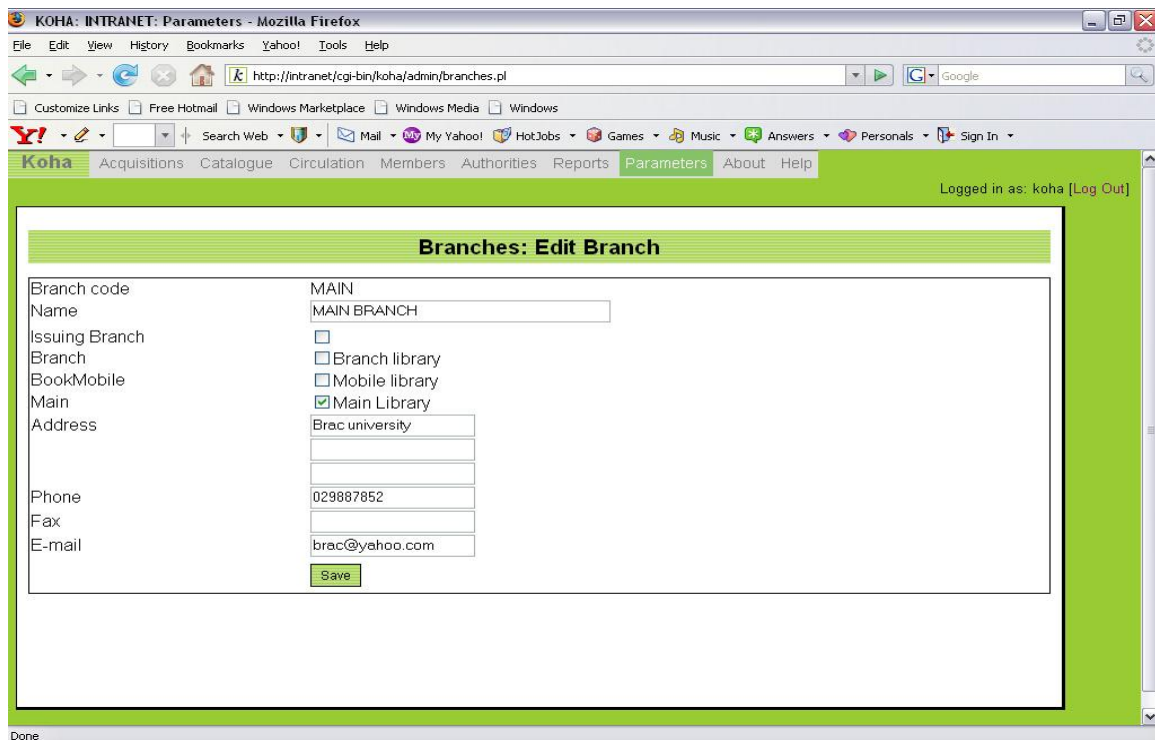 KOHA: INTRANET: Parameters - Mozilla Firefox
File Edit View History Bookmarks Yahoo! Tools Help
k http://intranet/cgi-bin/koha/admin/branches.pl G Google
Customize Links Free Hotmail Windows Marketplace Windows Media Windows
Y! Search Web Mail My My Yahoo! HotJobs Games Music Answers Personals Sign In
Koha Acquisitions Catalogue Circulation Members Authorities Reports Parameters About Help
Logged in as: koha [Log Out]
Branches: Edit Branch
Branch code MAIN
Name MAIN BRANCH
Issuing Branch
Branch Branch library
BookMobile Mobile library
Main Main Library
Address Brac university
Phone 029887852
Fax
E-mail brac@yahoo.com
Save
Done